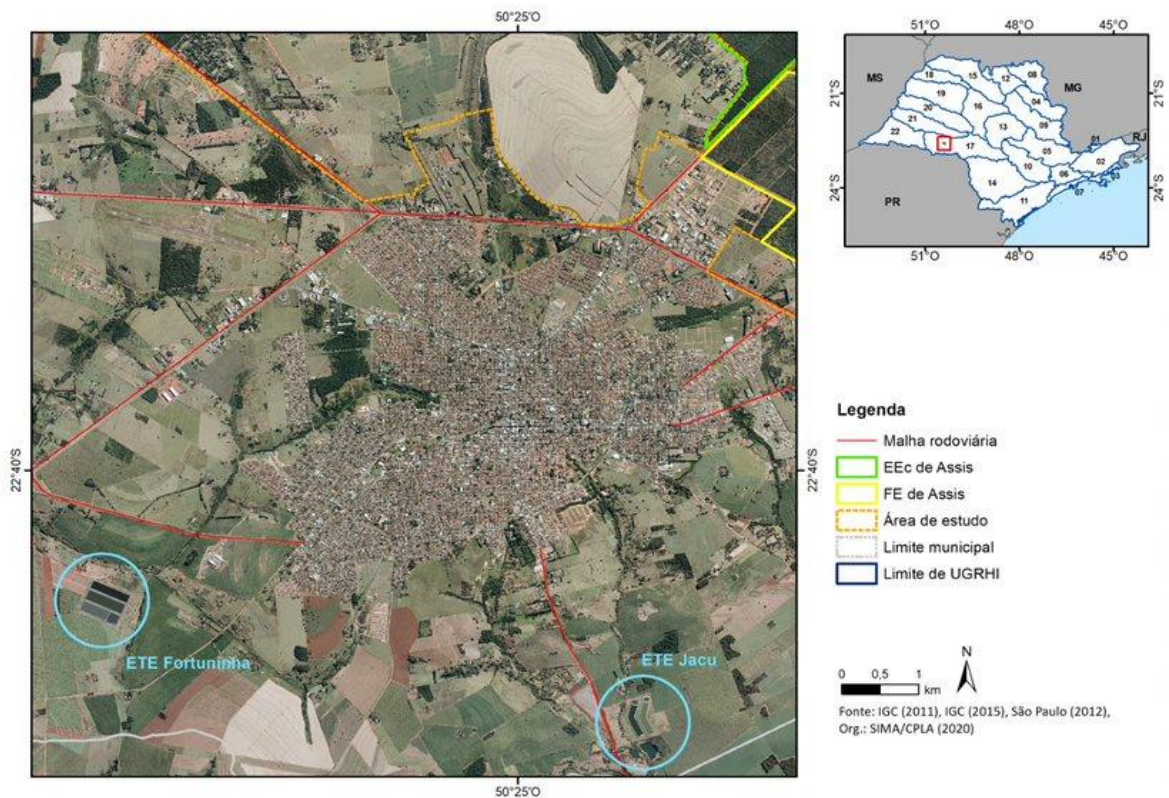 50°25'O
22°40'S
22°40'S
ETE Fortuninha
ETE Jacu
50°25'O
51°O
48°O
45°O
21°S
21°S
24°S
24°S
MS
MG
RJ
PR
18
15
12
08
19
16
04
20
21
13
09
22
17
05
01
02
10
06
03
07
14
11
Legenda
Malha rodoviária
EEc de Assis
FE de Assis
Área de estudo
Limite municipal
Limite de UGRHI
0 0,5 1
km
N
Fonte: IGC (2011), IGC (2015), São Paulo (2012),
Org.: SIMA/CPLA (2020)